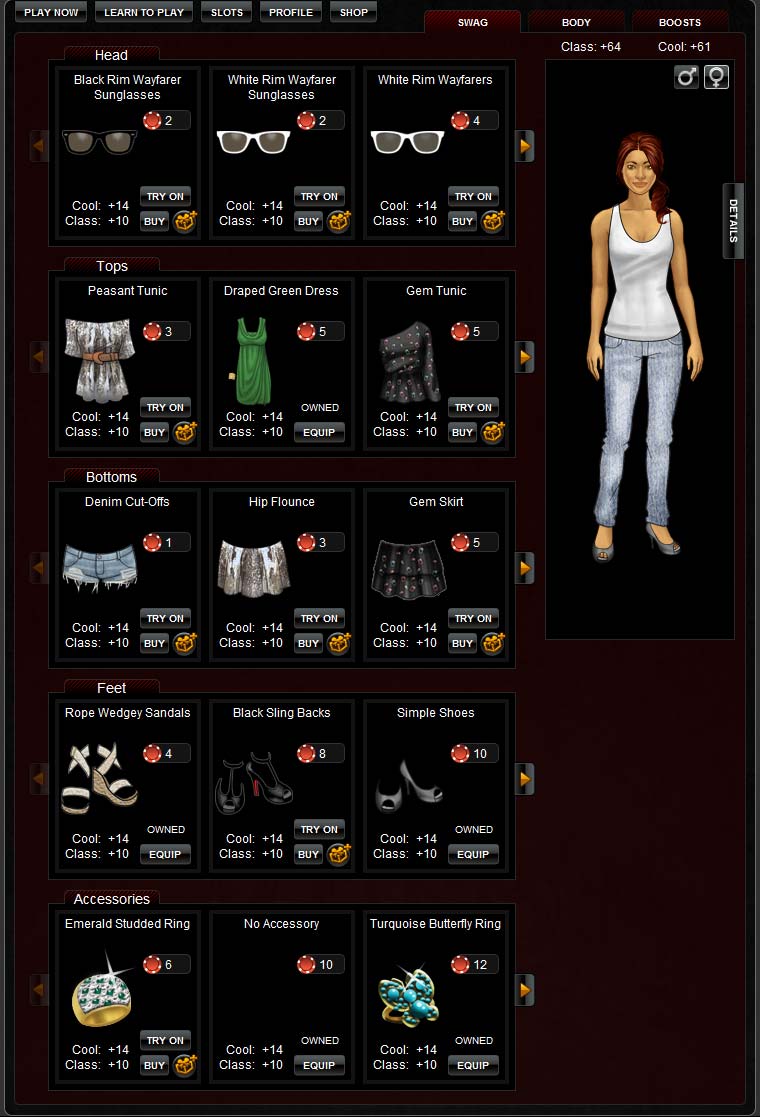 PLAY NOW
LEARN TO PLAY
SLOTS
PROFILE
SHOP
SWAG
BODY
BOOSTS
Class: +64
Cool: +61
DETAILS
Head
Black Rim Wayfarer
Sunglasses
2
Cool: +14
Class: +10
TRY ON
BUY
White Rim Wayfarer
Sunglasses
2
Cool: +14
Class: +10
TRY ON
BUY
White Rim Wayfarers
4
Cool: +14
Class: +10
TRY ON
BUY
Tops
Peasant Tunic
3
Cool: +14
Class: +10
TRY ON
BUY
Draped Green Dress
5
Cool: +14
Class: +10
OWNED
EQUIP
Gem Tunic
5
Cool: +14
Class: +10
TRY ON
BUY
Bottoms
Denim Cut-Offs
1
Cool: +14
Class: +10
TRY ON
BUY
Hip Flounce
3
Cool: +14
Class: +10
TRY ON
BUY
Gem Skirt
5
Cool: +14
Class: +10
TRY ON
BUY
Feet
Rope Wedgey Sandals
4
Cool: +14
Class: +10
OWNED
EQUIP
Black Sling Backs
8
Cool: +14
Class: +10
TRY ON
BUY
Simple Shoes
10
Cool: +14
Class: +10
OWNED
EQUIP
Accessories
Emerald Studded Ring
6
Cool: +14
Class: +10
TRY ON
BUY
No Accessory
10
Cool: +14
Class: +10
OWNED
EQUIP
Turquoise Butterfly Ring
12
Cool: +14
Class: +10
OWNED
EQUIP